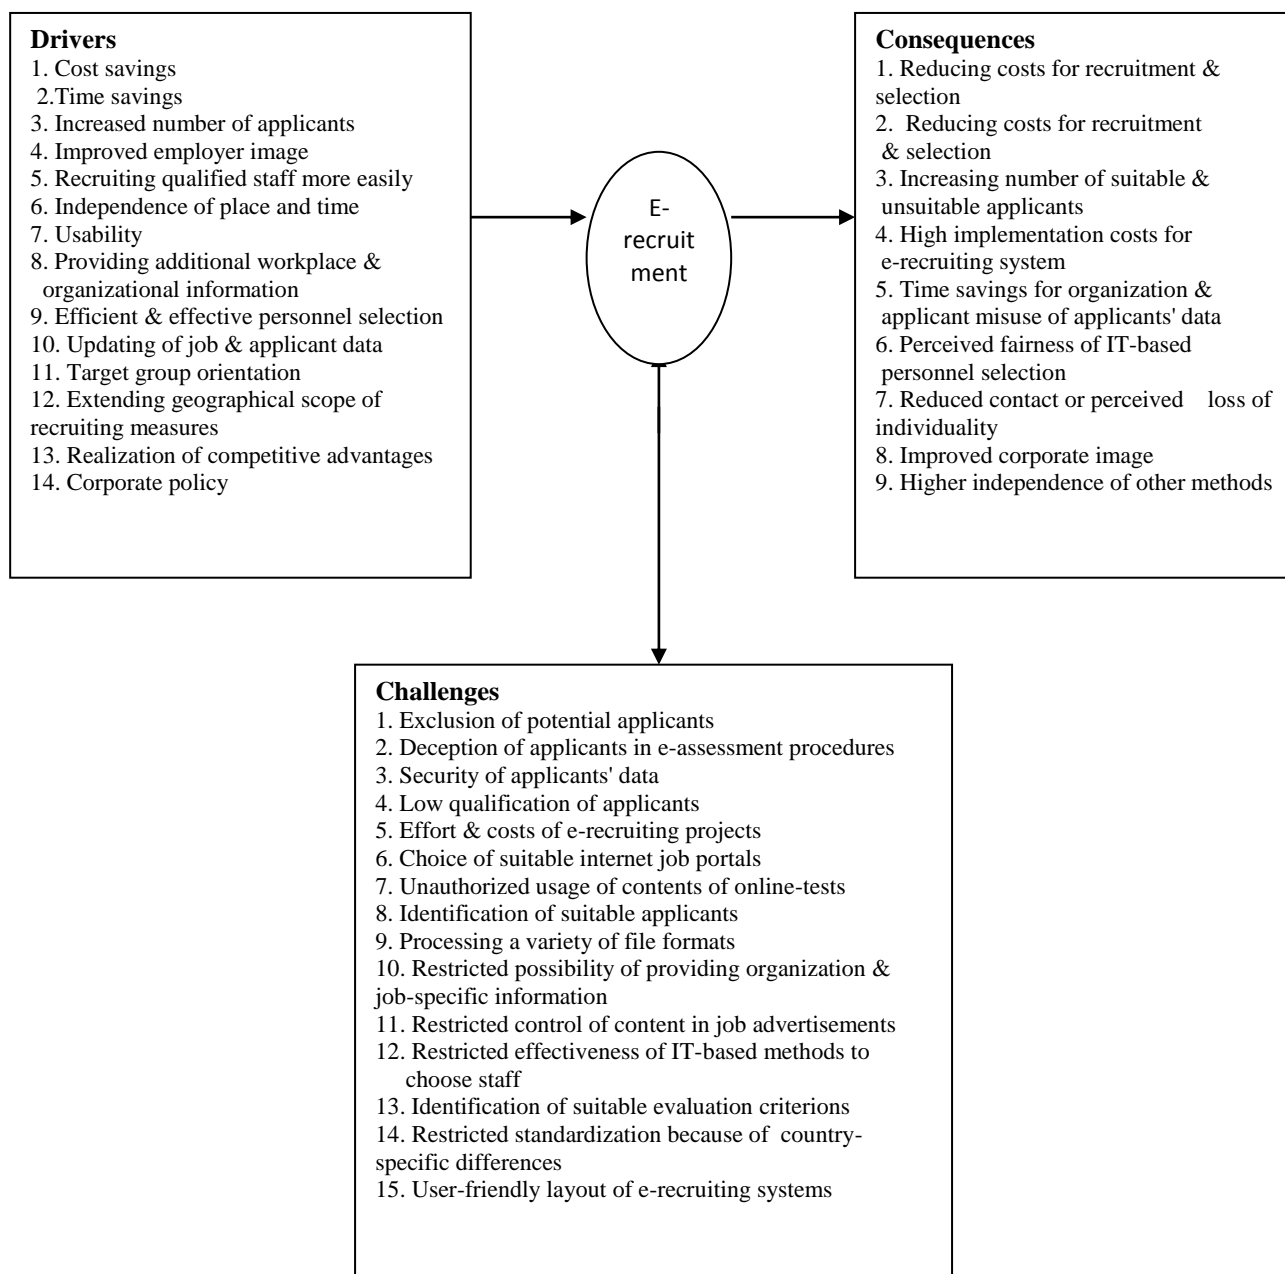 Drivers
1. Cost savings
2.Time savings
3. Increased number of applicants
4. Improved employer image
5. Recruiting qualified staff more easily
6. Independence of place and time
7. Usability
8. Providing additional workplace &
organizational information
9. Efficient & effective personnel selection
10. Updating of job & applicant data
11. Target group orientation
12. Extending geographical scope of
recruiting measures
13. Realization of competitive advantages
14. Corporate policy
E-
recruit
ment
Consequences
1. Reducing costs for recruitment &
selection
2. Reducing costs for recruitment
& selection
3. Increasing number of suitable &
unsuitable applicants
4. High implementation costs for
e-recruiting system
5. Time savings for organization &
applicant misuse of applicants' data
6. Perceived fairness of IT-based
personnel selection
7. Reduced contact or perceived loss of
individuality
8. Improved corporate image
9. Higher independence of other methods
Challenges
1. Exclusion of potential applicants
2. Deception of applicants in e-assessment procedures
3. Security of applicants' data
4. Low qualification of applicants
5. Effort & costs of e-recruiting projects
6. Choice of suitable internet job portals
7. Unauthorized usage of contents of online-tests
8. Identification of suitable applicants
9. Processing a variety of file formats
10. Restricted possibility of providing organization &
job-specific information
11. Restricted control of content in job advertisements
12. Restricted effectiveness of IT-based methods to
choose staff
13. Identification of suitable evaluation criterions
14. Restricted standardization because of country-
specific differences
15. User-friendly layout of e-recruiting systems